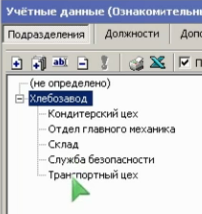 Учётные данные (Ознакомительн
Подразделения Должности Допо
abl П
(не определено)
Хлебозавод
Кондитерский цех
Отдел главного механика
Склад
Служба безопасности
Транспортный цех